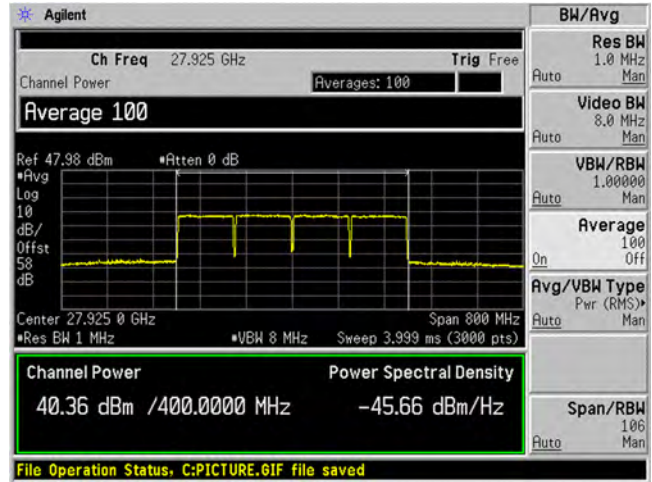 Agilent
BW/Avg
Ch Freq 27.925 GHz Trig Free
Channel Power Averages: 100
Average 100
Ref 47.98 dBm Atten 0 dB
Avg
Log
10
dB/
Offst
58
dB
Center 27.925 0 GHz Span 800 MHz
Res BW 1 MHz VBW 8 MHz Sweep 3.999 ms (3000 pts)
Channel Power Power Spectral Density
40.36 dBm /400.0000 MHz -45.66 dBm/Hz
File Operation Status, C:PICTURE.GIF file saved
Res BW
1.0 MHz
Auto Man
Video BW
8.0 MHz
Auto Man
VBW/RBW
1.00000
Auto Man
Average
100
On Off
Avg/VBW Type
Pwr (RMS)
Auto Man
Span/RBW
106
Auto Man